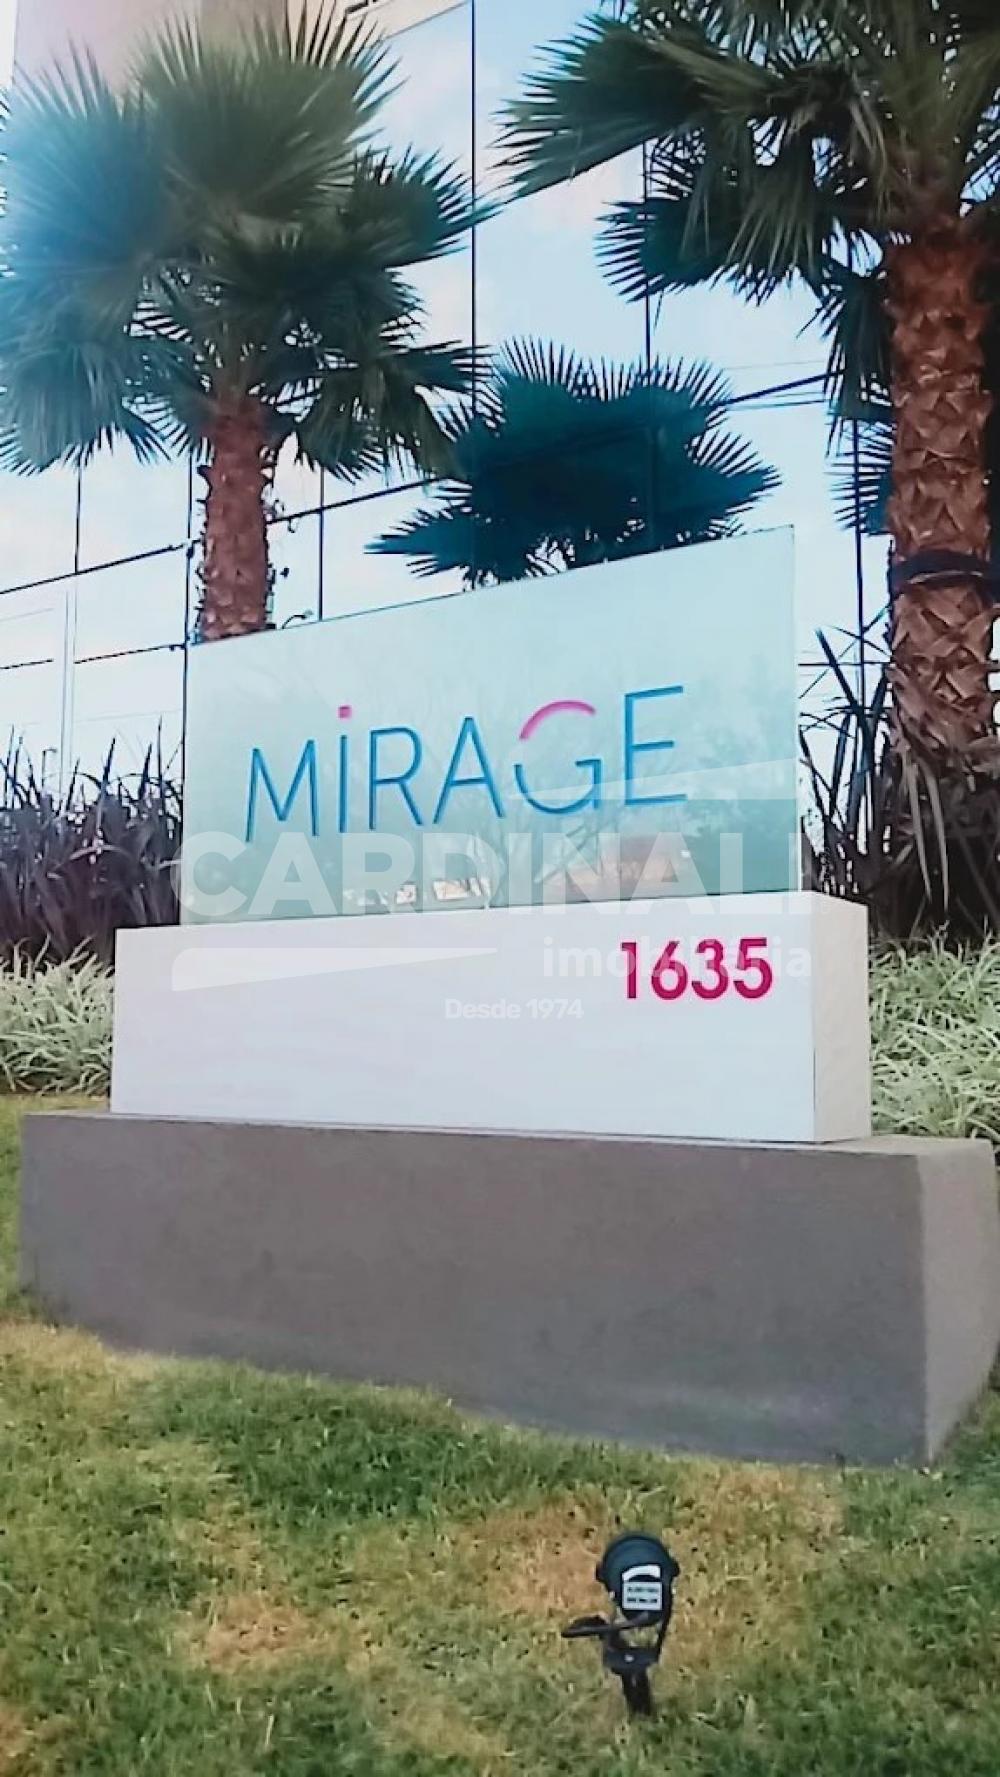 MiRAGE
CARDINALI
1635
imobiliária
Desde 1974